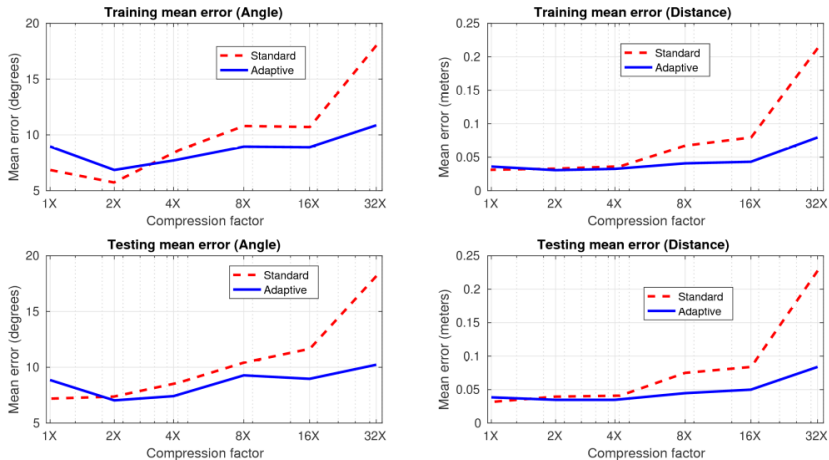 Training mean error (Angle)
20
15
10
5
Mean error (degrees)
Standard
Adaptive
1X 2X 4X 8X 16X 32X
Compression factor
Training mean error (Distance)
0.25
0.2
0.15
0.1
0.05
0
Mean error (meters)
Standard
Adaptive
1X 2X 4X 8X 16X 32X
Compression factor
Testing mean error (Angle)
20
15
10
5
Mean error (degrees)
Standard
Adaptive
1X 2X 4X 8X 16X 32X
Compression factor
Testing mean error (Distance)
0.25
0.2
0.15
0.1
0.05
0
Mean error (meters)
Standard
Adaptive
1X 2X 4X 8X 16X 32X
Compression factor